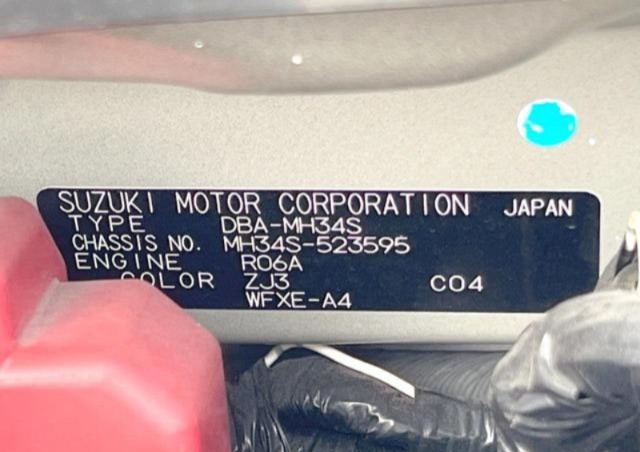 SUZUKI MOTOR CORPORATION JAPAN
TYPE DBA-MH34S
CHASSIS NO. MH34S-523595
ENGINE R06A
COLOR ZJ3 C04
WFXE-A4